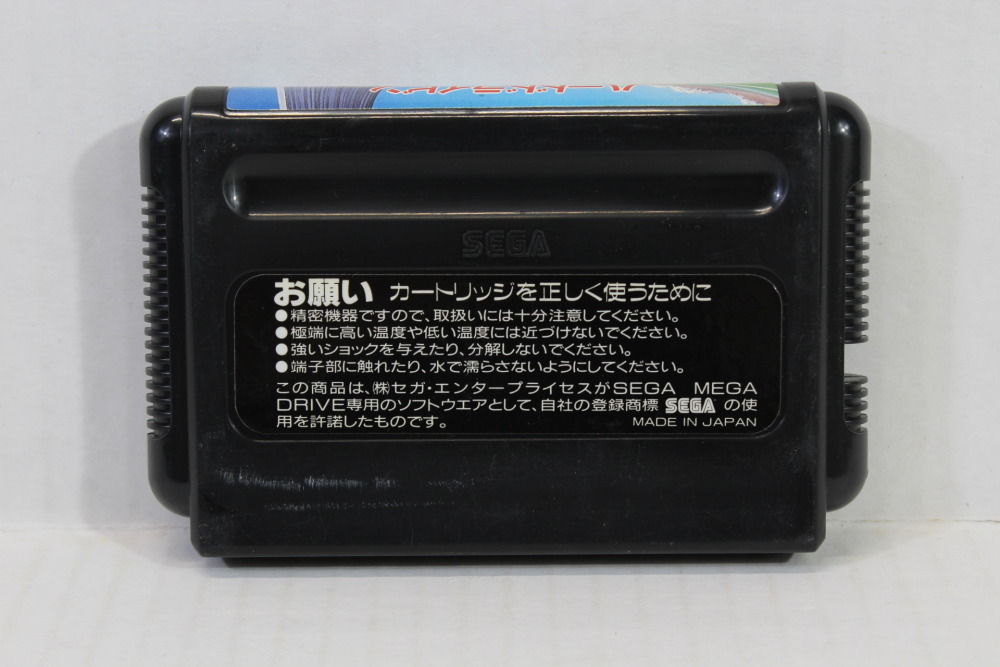 ハードドライビン
SEGA
お願い カートリッジを正しく使うために
●精密機器ですので、取扱いには十分注意してください。
●極端に高い温度や低い温度には近づけないでください。
●強いショックを与えたり、分解しないでください。
●端子部に触れたり、水で濡らさないようにしてください。
この商品は、㈱セガ・エンタープライセスがSEGA MEGA
DRIVE専用のソフトウエアとして、自社の登録商標 SEGA の使
用を許諾したものです。
MADE IN JAPAN